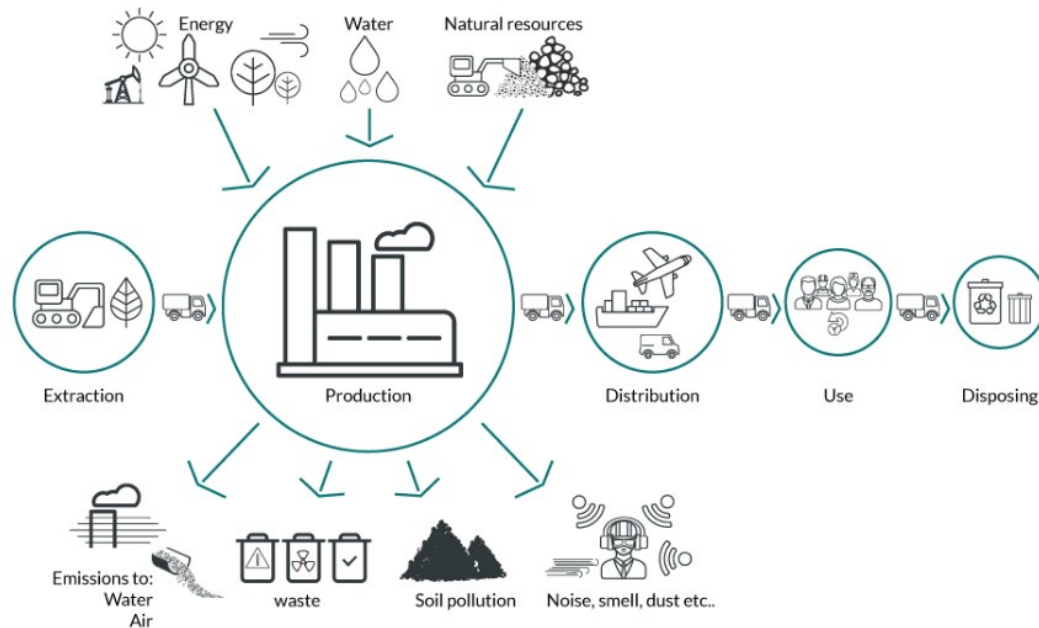 Energy
Water
Natural resources
Extraction
Production
Distribution
Use
Disposing
Emissions to:
Water
Air
waste
Soil pollution
Noise, smell, dust etc..